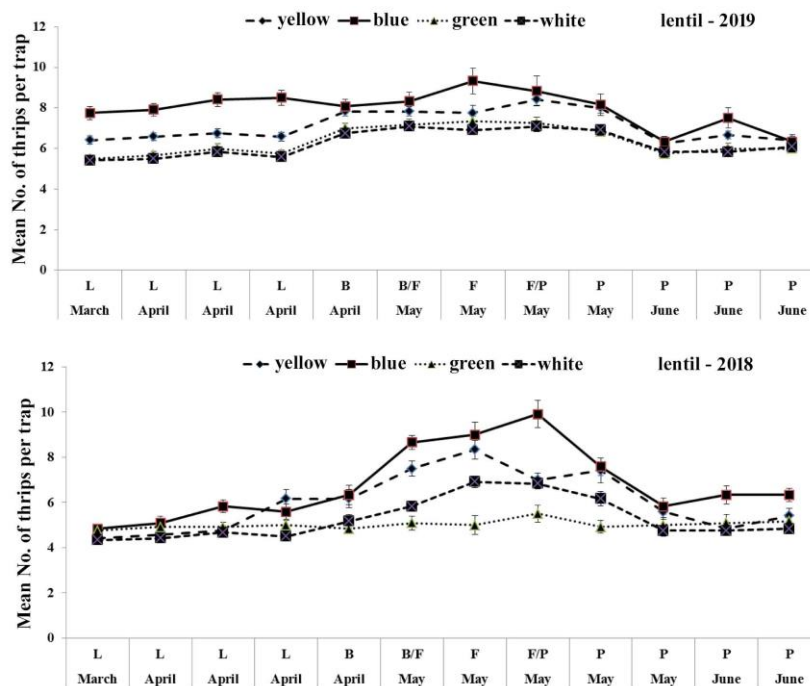 yellow blue green white lentil - 2019
Mean No. of thrips per trap
12
10
8
6
4
2
0
L L L L B B/F F F/P P P P P
March April April April April May May May May June June June
yellow blue green white lentil - 2018
Mean No. of thrips per trap
12
10
8
6
4
2
0
L L L L B B/F F F/P P P P P
March April April April April May May May May May June June